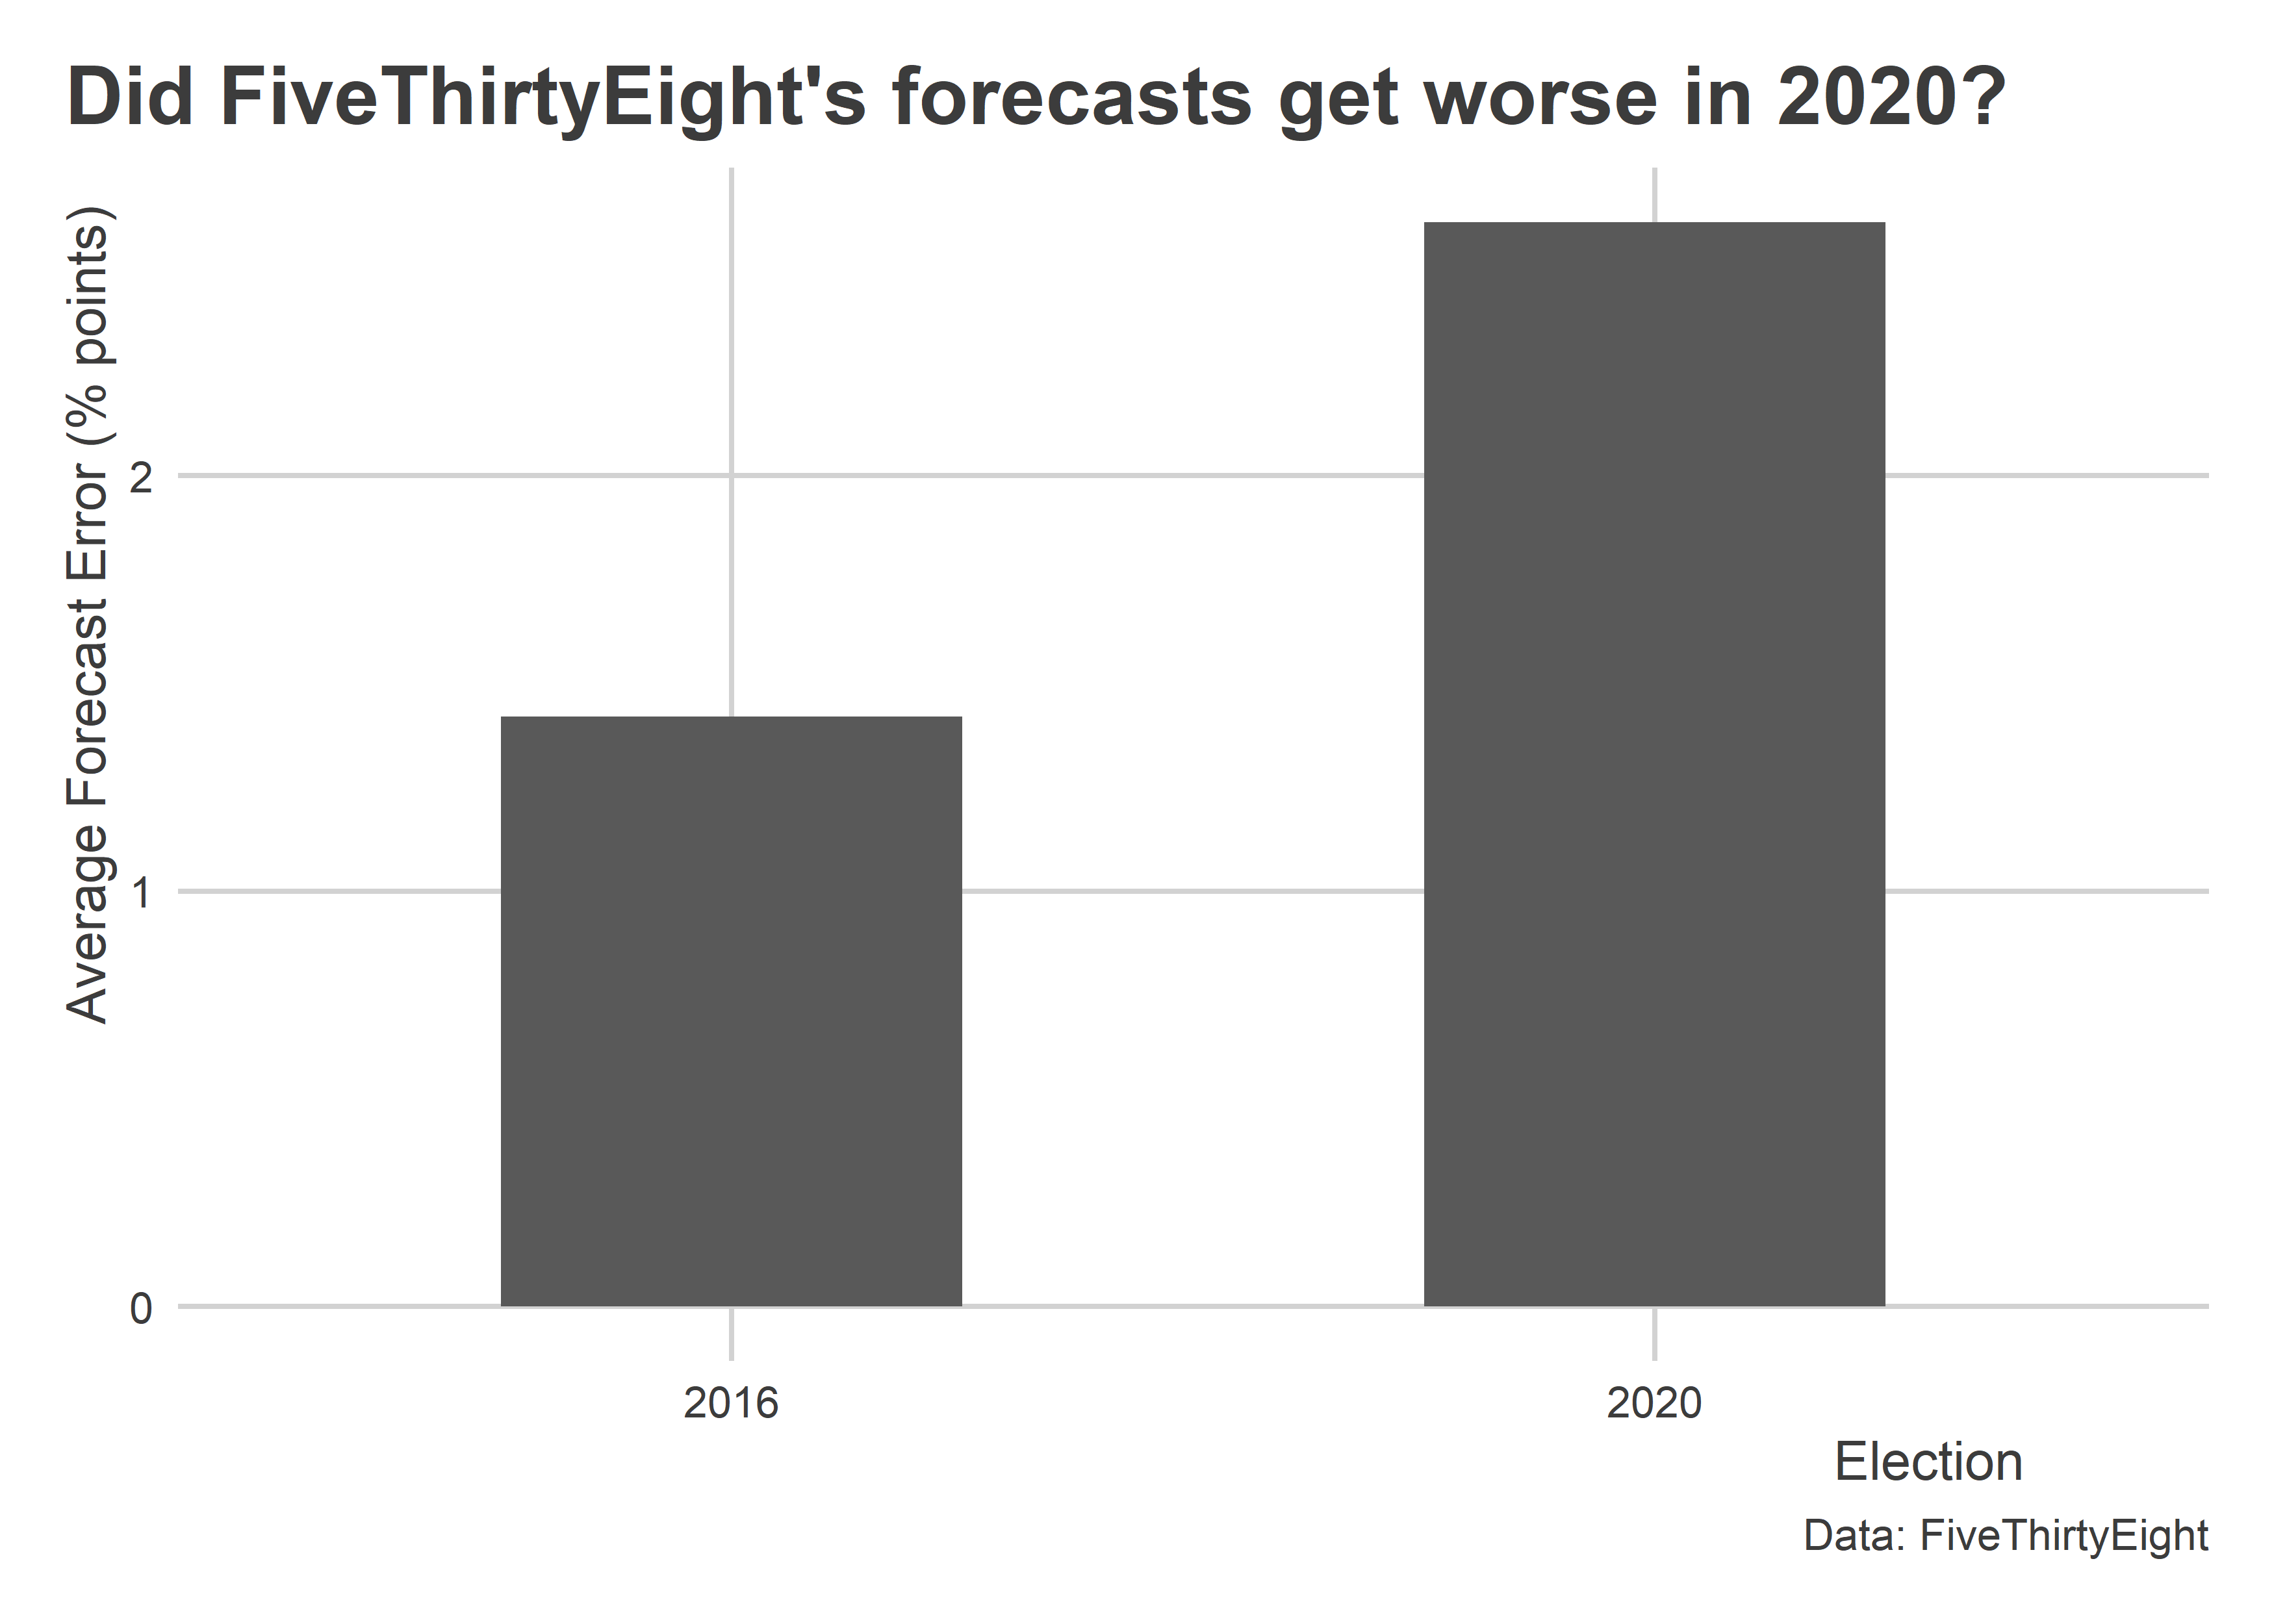 Did FiveThirtyEight's forecasts get worse in 2020?
Average Forecast Error (% points)
2
1
0
2016 2020
Election
Data: FiveThirtyEight